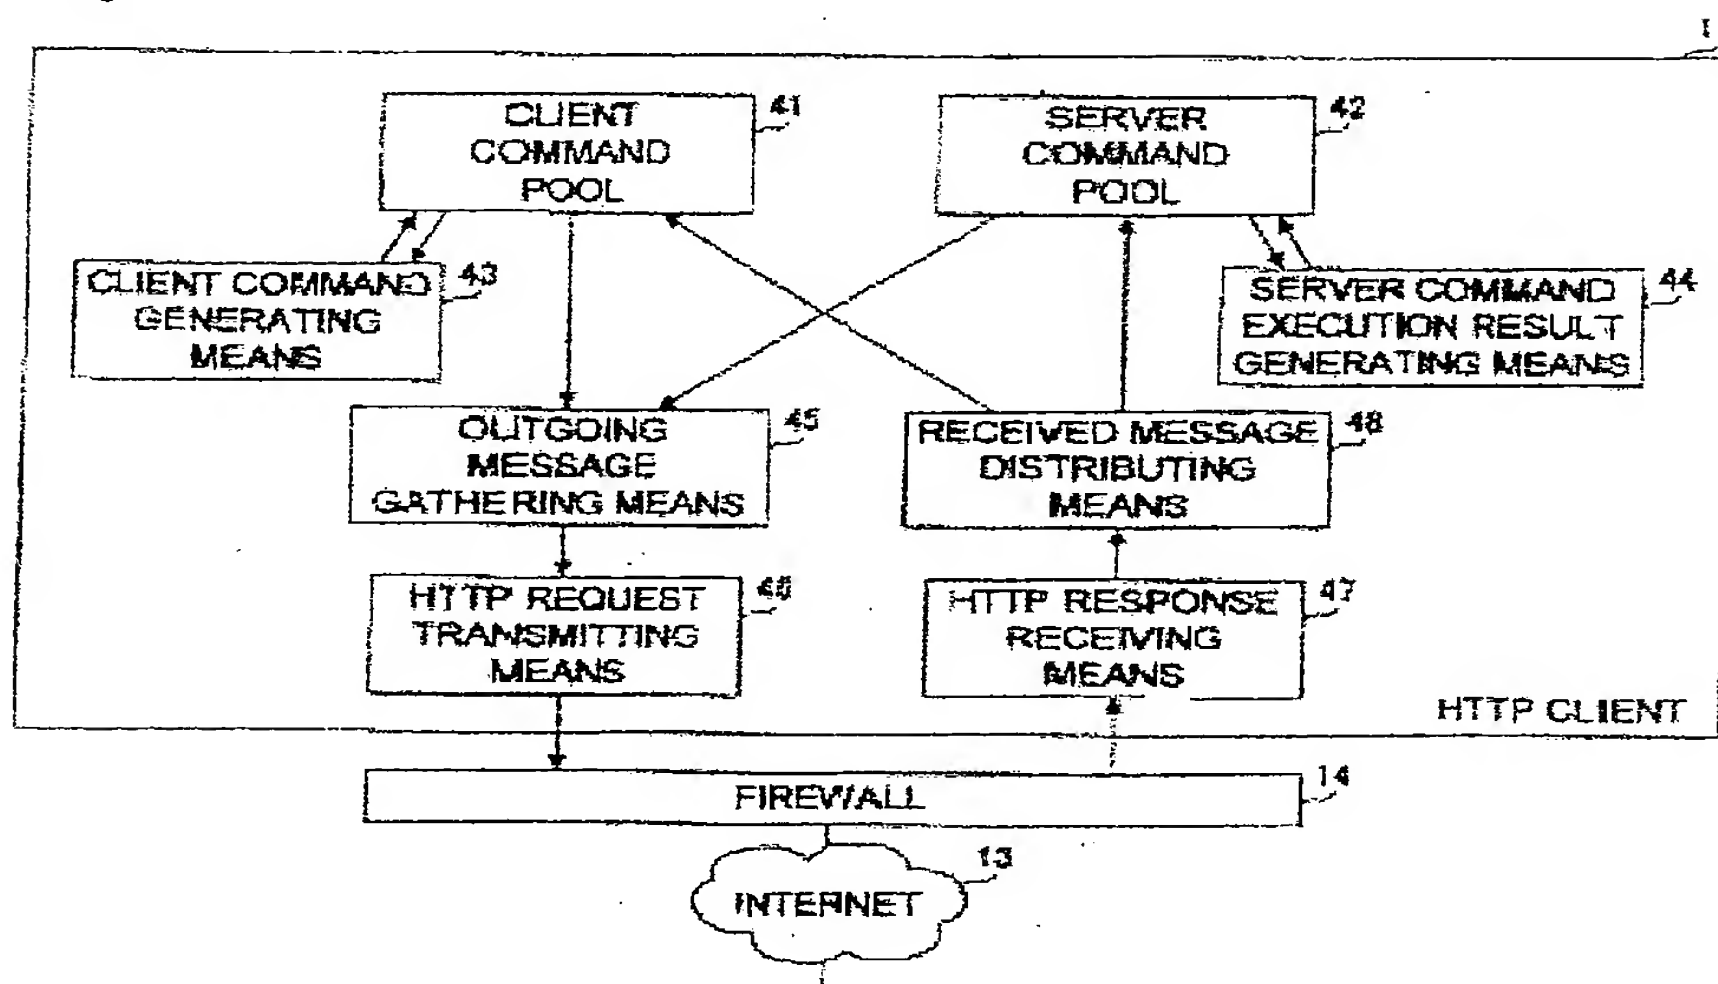 CLIENT
COMMAND
POOL
41
SERVER
COMMAND
POOL
42
CLIENT COMMAND
GENERATING
MEANS
43
SERVER COMMAND
EXECUTION RESULT
GENERATING MEANS
44
OUTGOING
MESSAGE
GATHERING MEANS
45
RECEIVED MESSAGE
DISTRIBUTING
MEANS
48
HTTP REQUEST
TRANSMITTING
MEANS
HTTP RESPONSE
RECEIVING
MEANS
47
HTTP CLIENT
FIREWALL
14
INTERNET
13